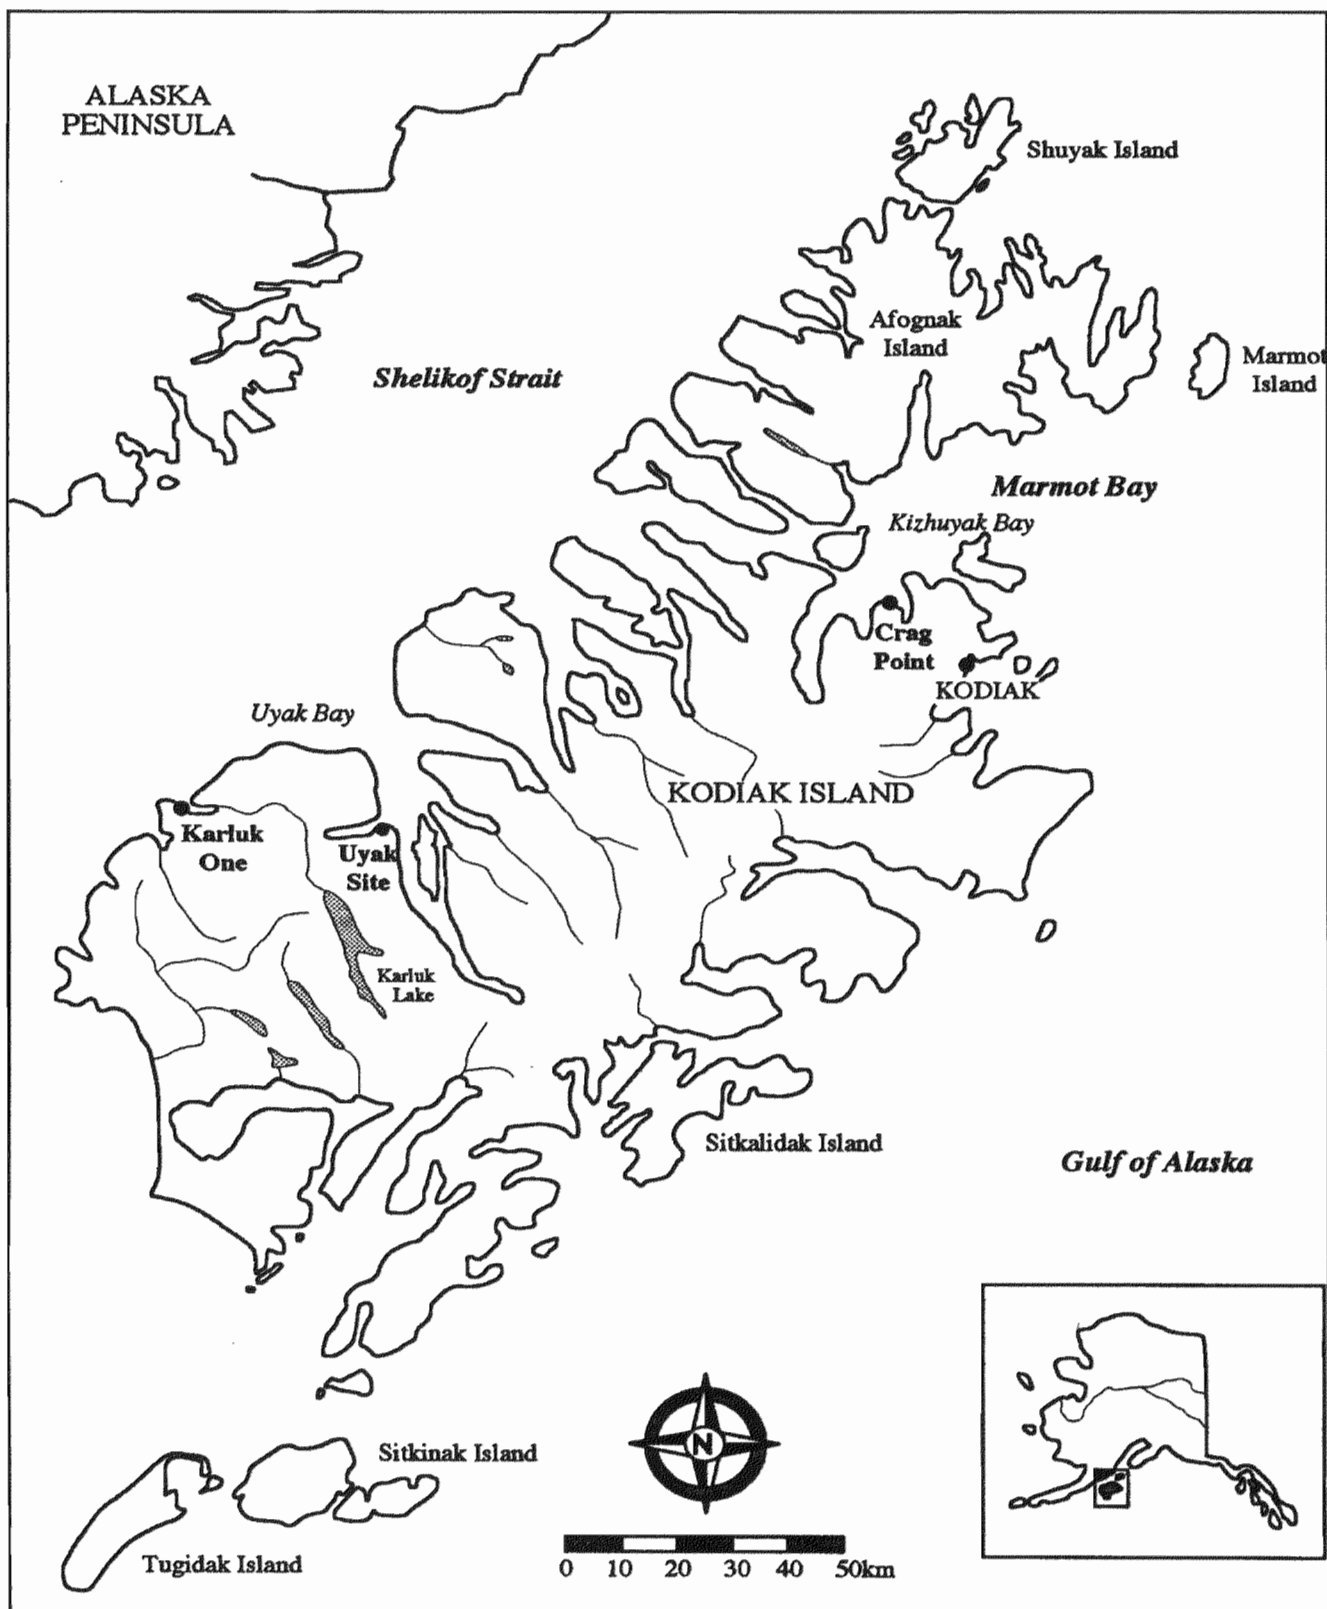 ALASKA
PENINSULA
Shuyak Island
Afognak
Island
Marmot
Island
Shelikof Strait
Marmot Bay
Kizhuyak Bay
Crag
Point
KODIAK
Uyak Bay
KODIAK ISLAND
Karluk
One
Uyak
Site
Karluk
Lake
Sitkalidak Island
Gulf of Alaska
Sitkinak Island
Tugidak Island
N
0 10 20 30 40 50km